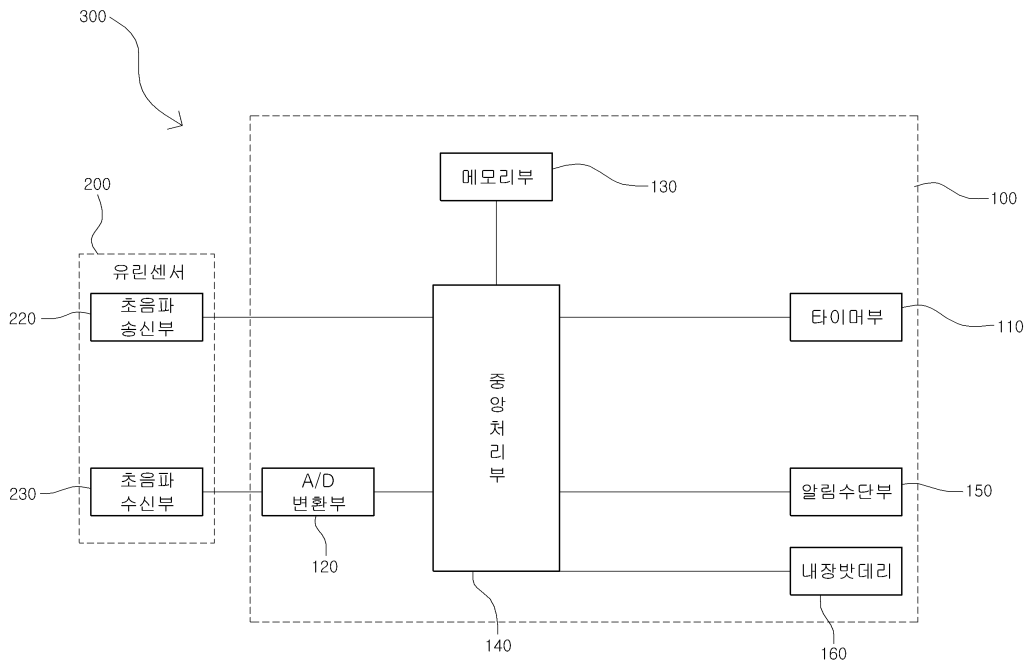 300
메모리부
130
200
100
유린센서
초음파
송신부
220
타이머부
110
중
앙
처
리
부
초음파
수신부
230
A/D
변환부
알림수단부
150
120
내장밧데리
140
160